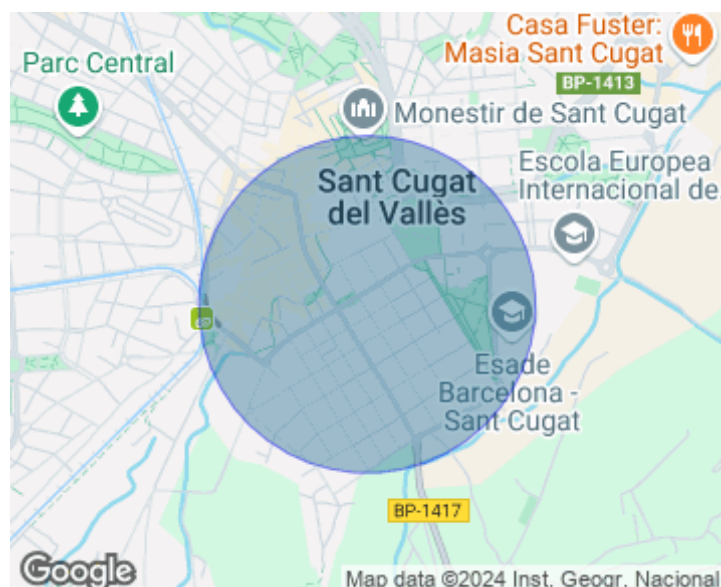 Casa Fuster:
Masia Sant Cugat
Parc Central
BP-1413
Monestir de Sant Cugat
Sant Cugat
del Vallès
Escola Europea
Internacional de...
Esade
Barcelona -
Sant Cugat
BP-1417
Google
Map data ©2024 Inst. Geogr. Nacional